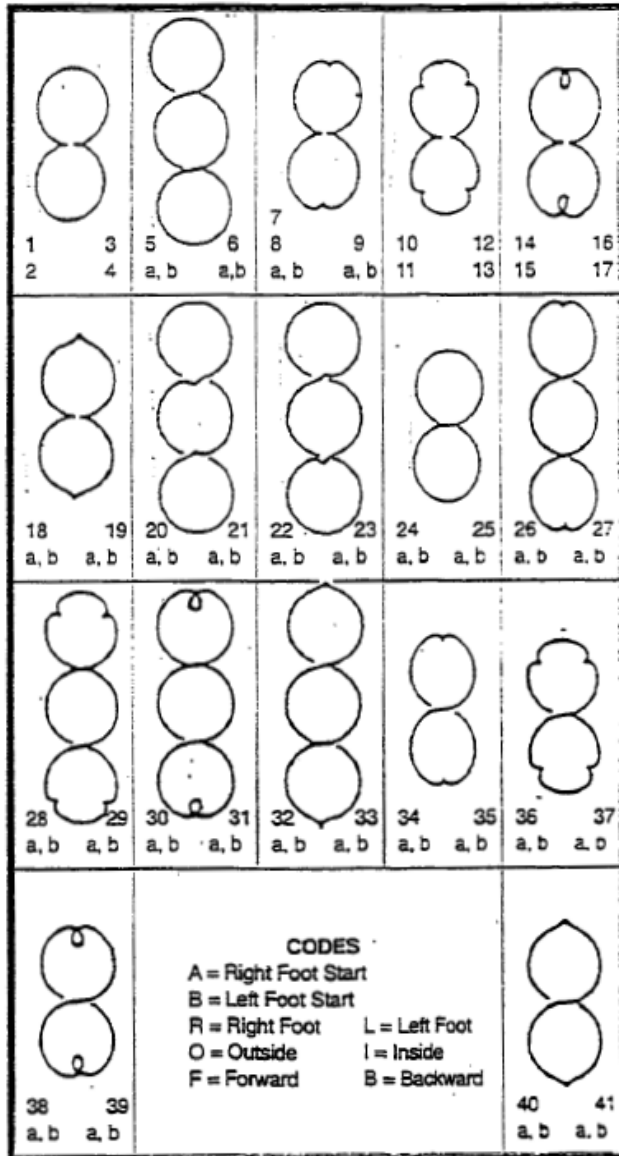 1 3
2 4
5 6
a, b a,b
7
8 9
a, b a, b
10 12
11 13
14 16
15 17
18 19
a, b a, b
20 21
a, b a, b
22 23
a, b a, b
24 25
a, b a, b
26 27
a, b a, b
28 29
a, b a, b
30 31
a, b a, b
32 33
a, b a, b
34 35
a, b a, b
36 37
a, b a, b
38 39
a, b a, b
CODES
A = Right Foot Start
B = Left Foot Start
R = Right Foot L = Left Foot
O = Outside I = Inside
F = Forward B = Backward
40 41
a, b a, b